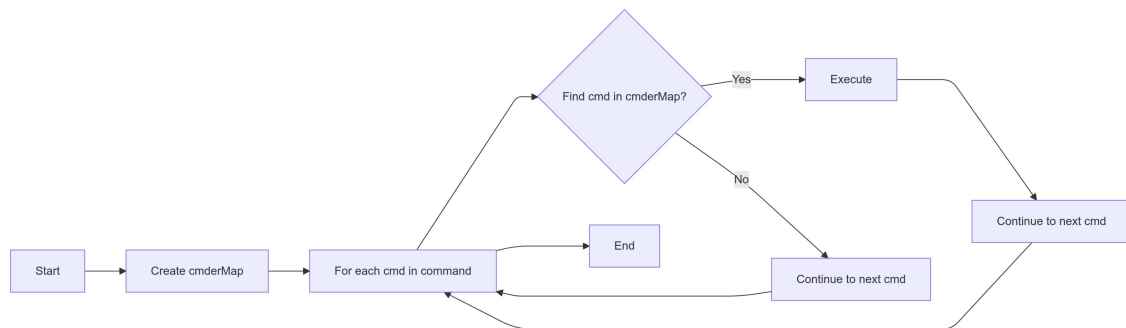 Find cmd in cmderMap?
Yes
Execute
No
Continue to next cmd
End
Start
Create cmderMap
For each cmd in command
Continue to next cmd